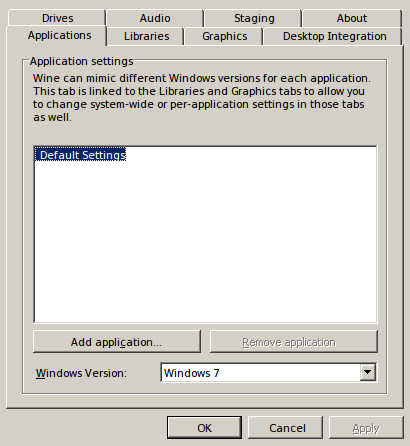 Drives Audio Staging About
Applications Libraries Graphics Desktop Integration
Application settings
Wine can mimic different Windows versions for each application.
This tab is linked to the Libraries and Graphics tabs to allow you
to change system-wide or per-application settings in those tabs
as well.
Default Settings
Add application... Remove application
Windows Version: Windows 7
OK Cancel Apply